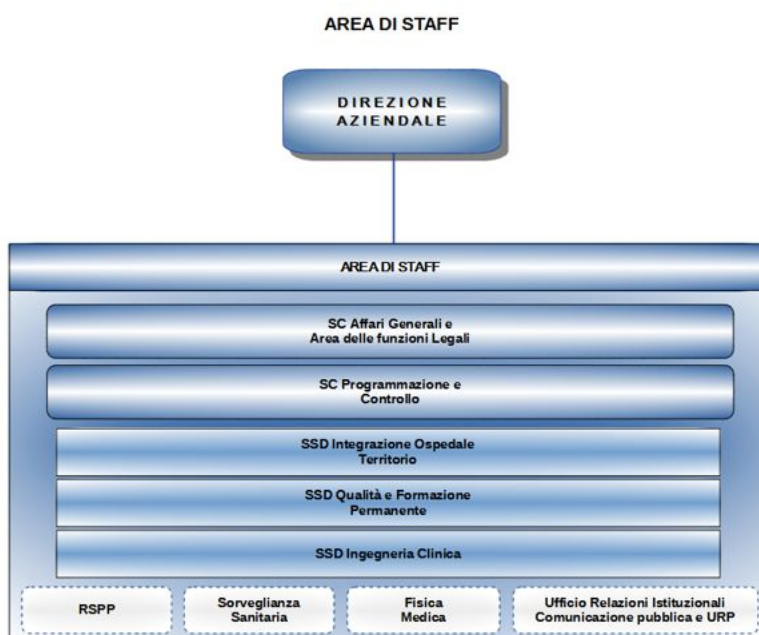 AREA DI STAFF
DIREZIONE
AZIENDALE
AREA DI STAFF
SC Affari Generali e
Area delle funzioni Legali
SC Programmazione e
Controllo
SSD Integrazione Ospedale
Territorio
SSD Qualità e Formazione
Permanente
SSD Ingegneria Clinica
RSPP
Sorveglianza
Sanitaria
Fisica
Medica
Ufficio Relazioni Istituzionali
Comunicazione pubblica e URP